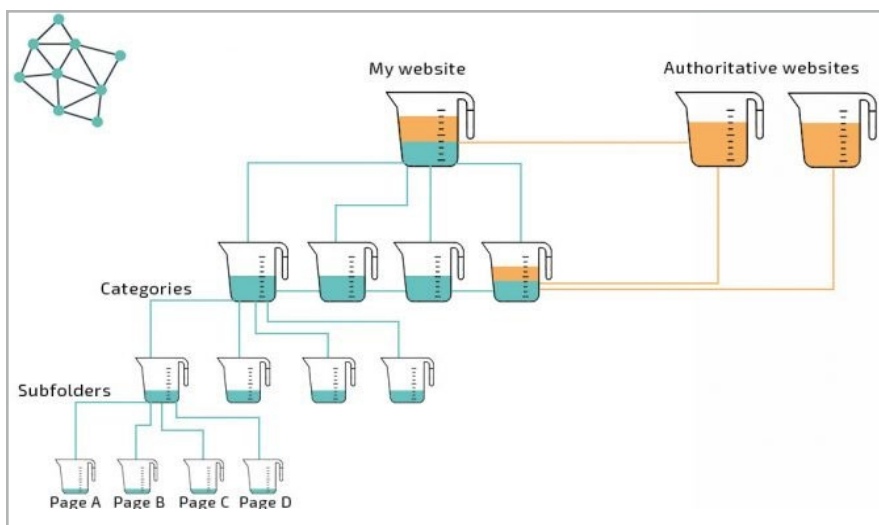 My website
Authoritative websites
Categories
Subfolders
Page A
Page B
Page C
Page D